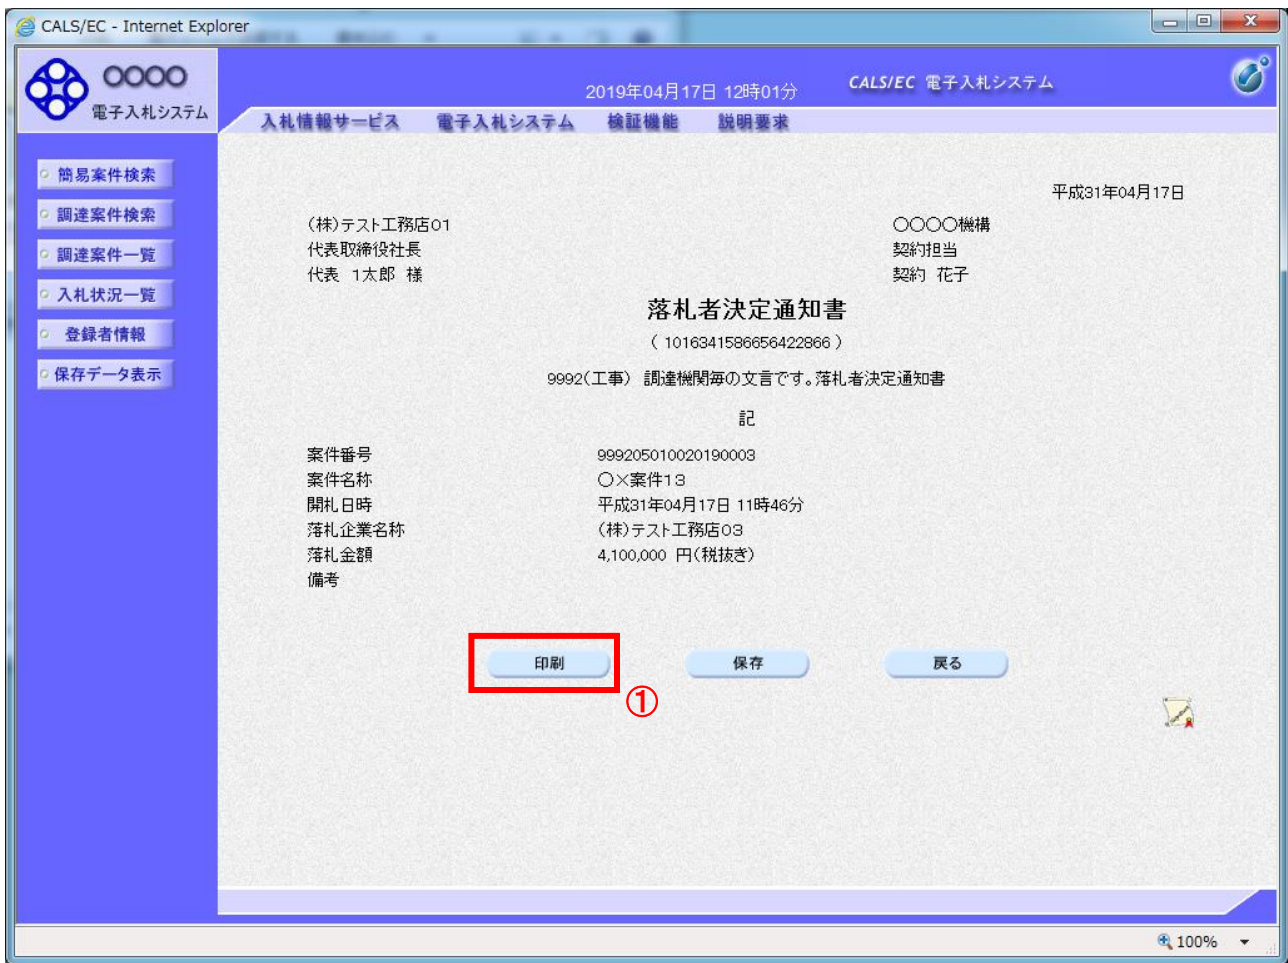 CALS/EC - Internet Explorer
○○○○
電子入札システム
2019年04月17日 12時01分
CALS/EC 電子入札システム
入札情報サービス 電子入札システム 検証機能 説明要求
簡易案件検索
調達案件検索
調達案件一覧
入札状況一覧
登録者情報
保存データ表示
平成31年04月17日
(株)テスト工務店01
代表取締役社長
代表 1太郎 様
○○○○機構
契約担当
契約 花子
落札者決定通知書
( 1016341586656422866 )
9992(工事) 調達機関毎の文言です。落札者決定通知書
記
案件番号 999205010020190003
案件名称 ○×案件13
開札日時 平成31年04月17日 11時46分
落札企業名称 (株)テスト工務店03
落札金額 4,100,000 円(税抜き)
備考
印刷 保存 戻る
①
100%